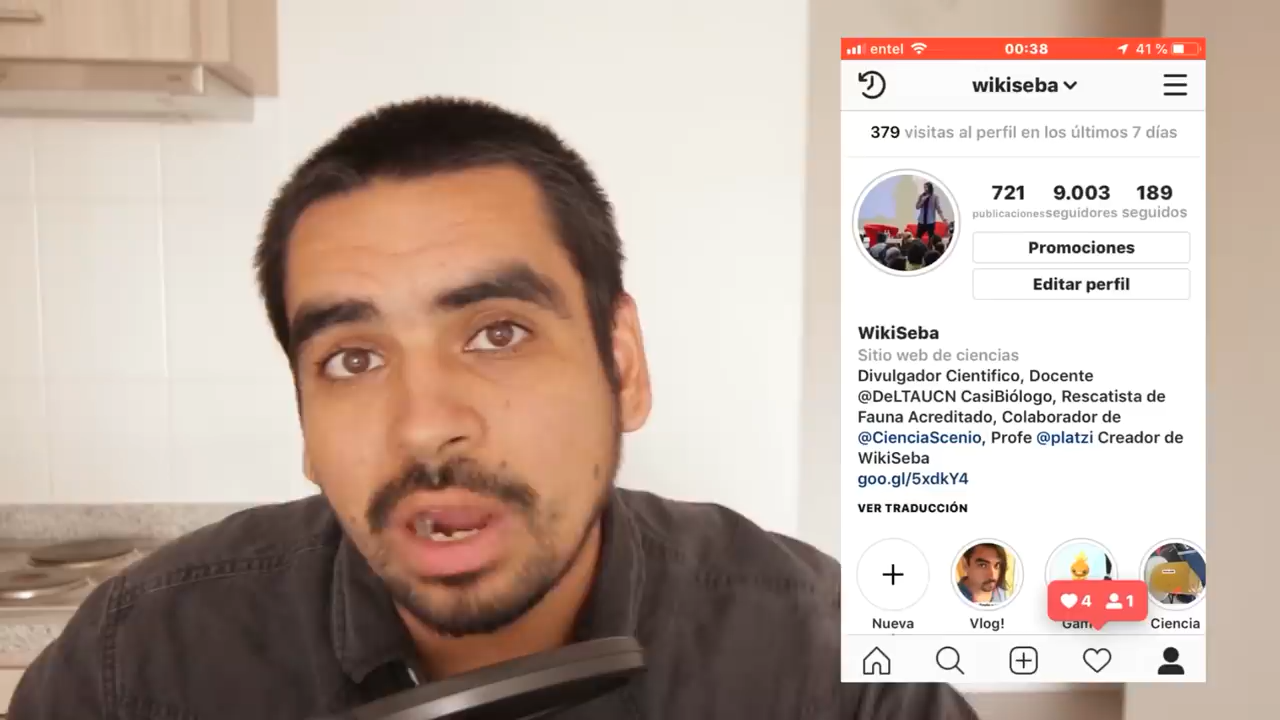 entel 00:38 41 %
wikiseba
379 visitas al perfil en los últimos 7 días
721 9.003 189
publicaciones seguidores seguidos
Promociones
Editar perfil
WikiSeba
Sitio web de ciencias
Divulgador Cientifico, Docente
@DeLTAUCN CasiBiólogo, Rescatista de
Fauna Acreditado, Colaborador de
@CienciaScenio, Profe @platzi Creador de
WikiSeba
goo.gl/5xdkY4
VER TRADUCCIÓN
4 1
Nueva Vlog! Ciencia